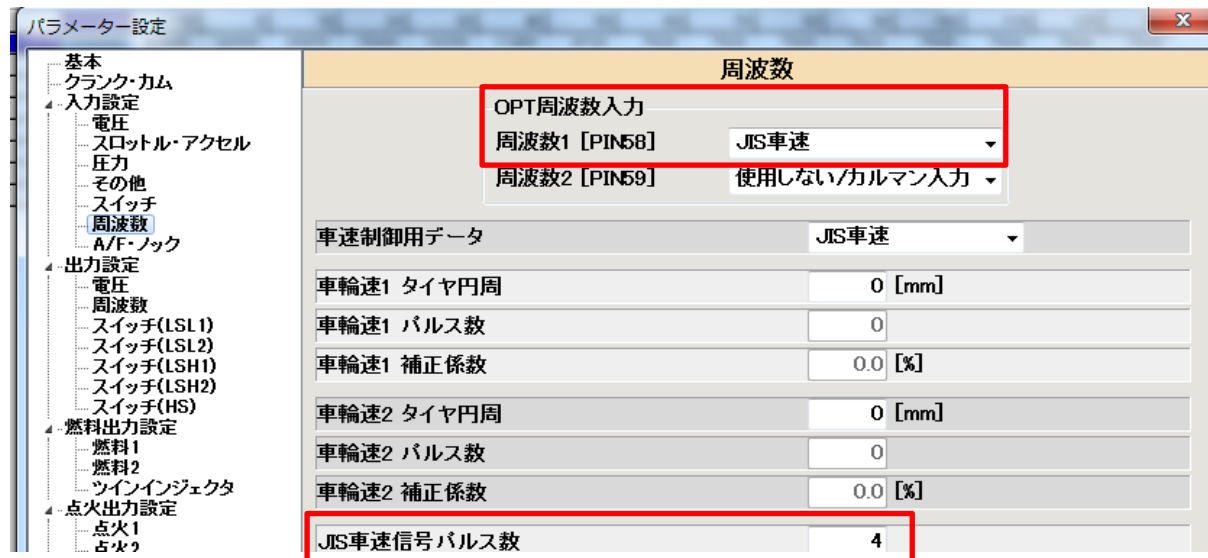 パラメーター設定
x
基本
クランク・カム
入力設定
電圧
スロットル・アクセル
圧力
その他
スイッチ
周波数
A/F・ノック
出力設定
電圧
周波数
スイッチ(LSL1)
スイッチ(LSL2)
スイッチ(LSH1)
スイッチ(LSH2)
スイッチ(HS)
燃料出力設定
燃料1
燃料2
ツインインジェクタ
点火出力設定
点火1
点火2
周波数
OPT周波数入力
周波数1 [PIN58] JIS車速
周波数2 [PIN59] 使用しない/カルマン入力
車速制御用データ JIS車速
車輪速1 タイヤ円周 0 [mm]
車輪速1 パルス数 0
車輪速1 補正係数 0.0 [%]
車輪速2 タイヤ円周 0 [mm]
車輪速2 パルス数 0
車輪速2 補正係数 0.0 [%]
JIS車速信号パルス数 4